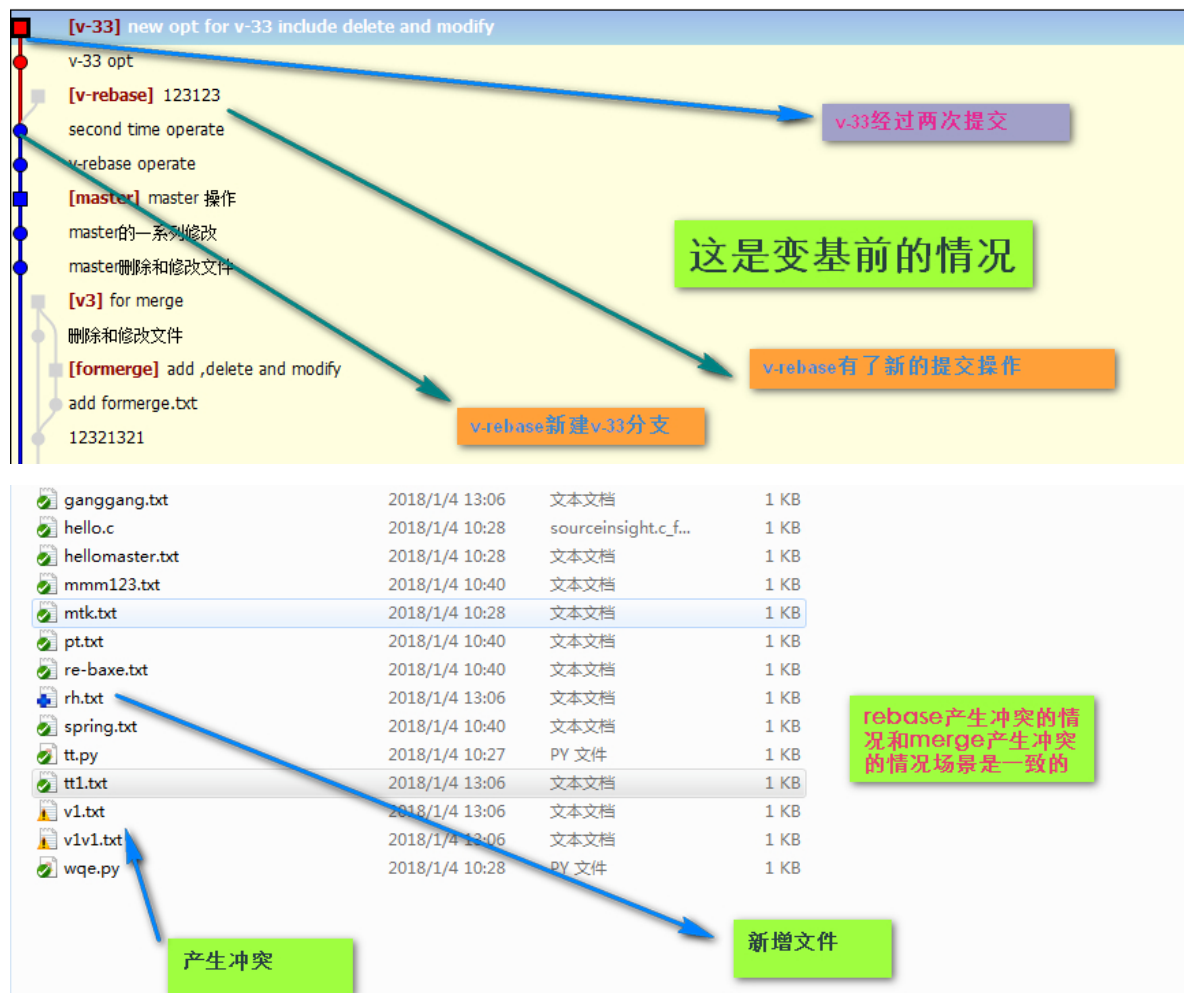 [v-33] new opt for v-33 include delete and modify
v-33 opt
[v-rebase] 123123
second time operate
v-rebase operate
[master] master 操作
master的一系列修改
master删除和修改文件
[v3] for merge
删除和修改文件
[formerge] add ,delete and modify
add formerge.txt
12321321
v-33经过两次提交
这是变基前的情况
v-rebase有了新的提交操作
v-rebase新建v-33分支
ganggang.txt 2018/1/4 13:06 文本文档 1 KB
hello.c 2018/1/4 10:28 sourceinsight.c_f... 1 KB
hellomaster.txt 2018/1/4 10:28 文本文档 1 KB
mmm123.txt 2018/1/4 10:40 文本文档 1 KB
mtk.txt 2018/1/4 10:28 文本文档 1 KB
pt.txt 2018/1/4 10:40 文本文档 1 KB
re-baxe.txt 2018/1/4 10:40 文本文档 1 KB
rh.txt 2018/1/4 13:06 文本文档 1 KB
spring.txt 2018/1/4 10:40 文本文档 1 KB
tt.py 2018/1/4 10:27 PY 文件 1 KB
tt1.txt 2018/1/4 13:06 文本文档 1 KB
v1.txt 2018/1/4 13:06 文本文档 1 KB
v1v1.txt 2018/1/4 13:06 文本文档 1 KB
wqe.py 2018/1/4 10:28 PY 文件 1 KB
rebase产生冲突的情
况和merge产生冲突
的情况场景是一致的
新增文件
产生冲突